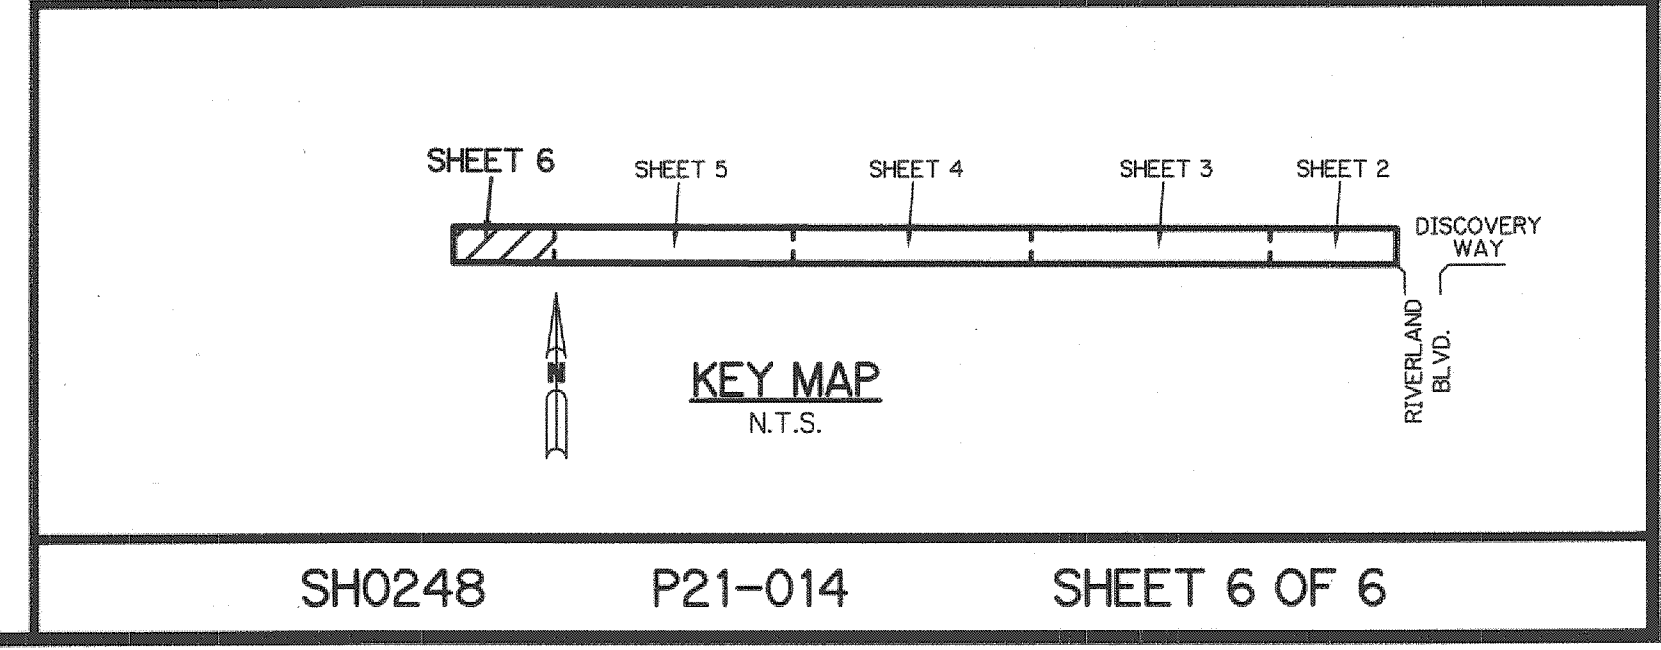 SHEET 6
SHEET 5
SHEET 4
SHEET 3
SHEET 2
DISCOVERY
WAY
RIVERLAND
BLVD.
N
KEY MAP
N.T.S.
SH0248
P21-014
SHEET 6 OF 6